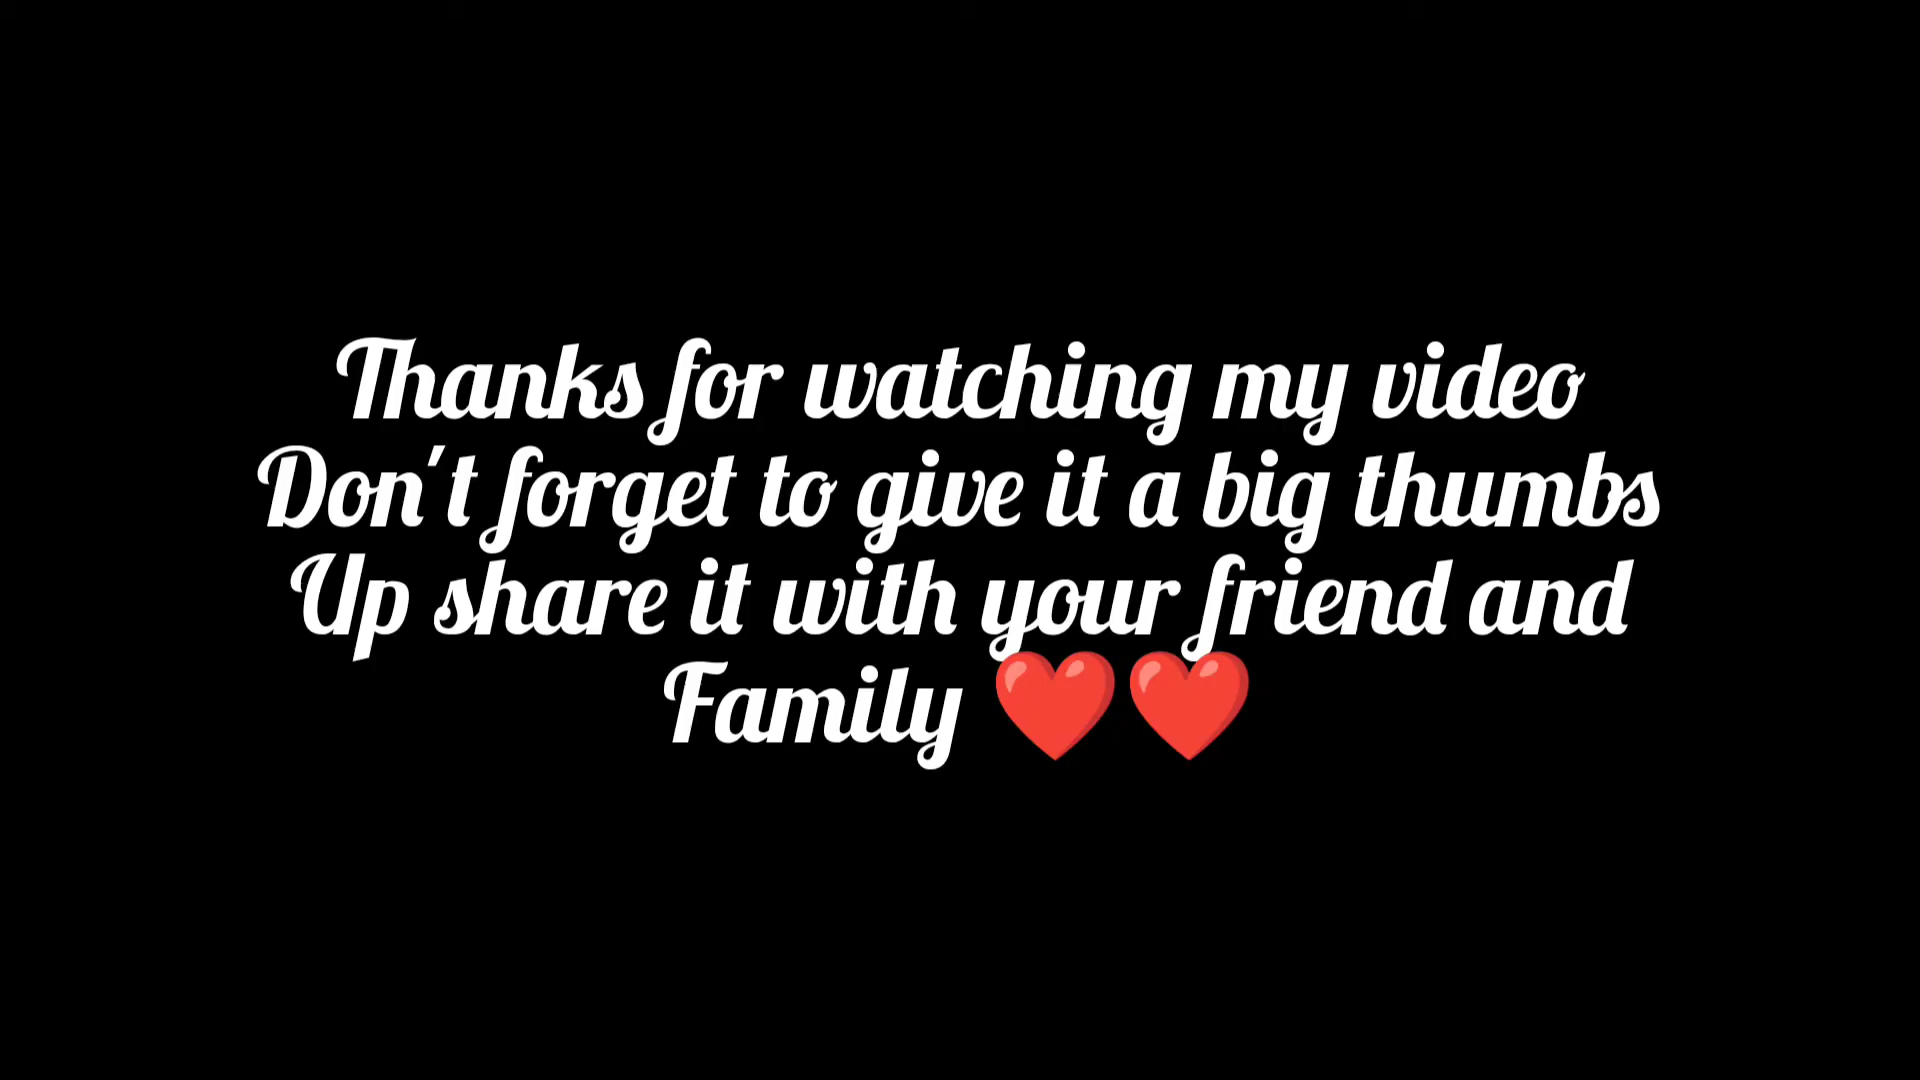 Thanks for watching my video
Don't forget to give it a big thumbs
Up share it with your friend and
Family ❤️❤️